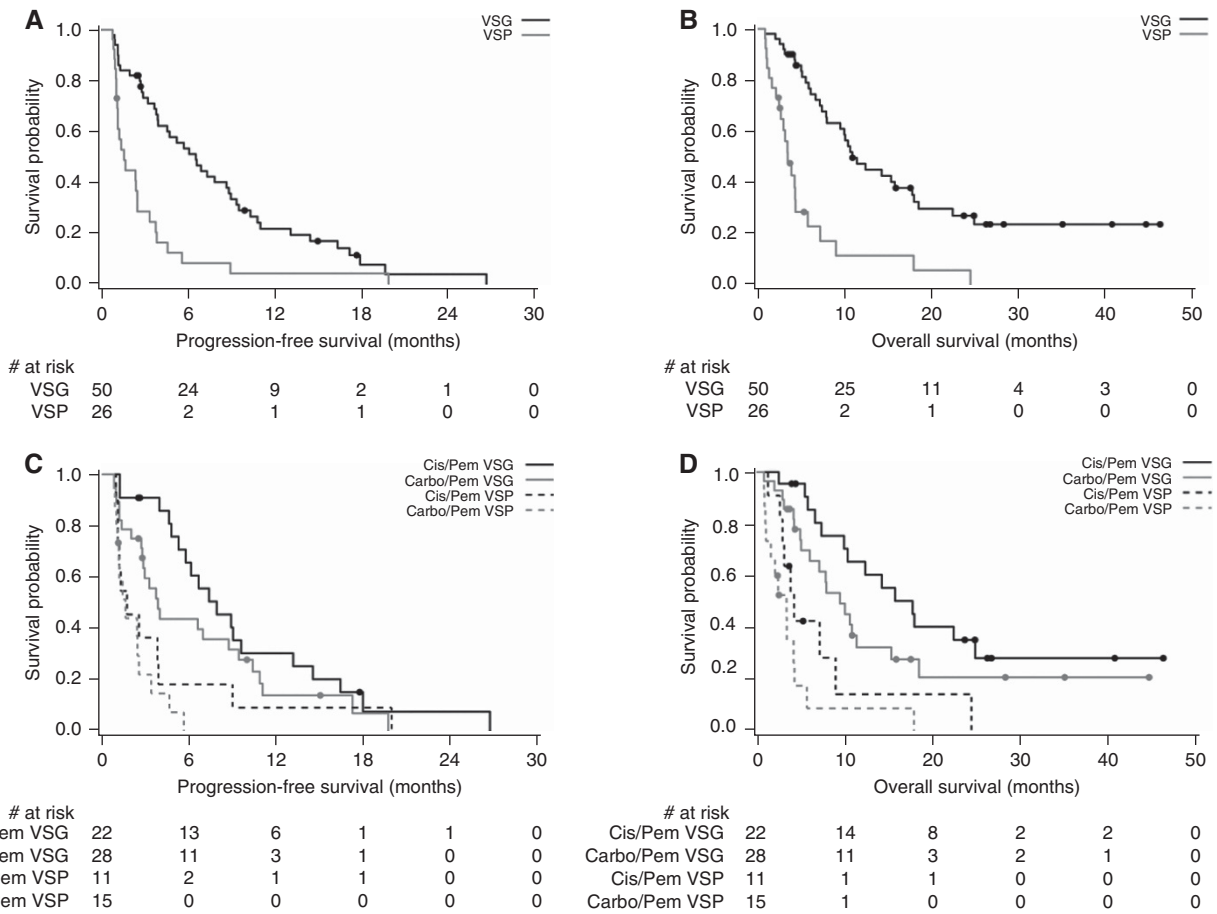 A
VSG
VSP
1.0
0.8
0.6
0.4
0.2
0.0
Survival probability
0 6 12 18 24 30
Progression-free survival (months)
# at risk
VSG 50 24 9 2 1 0
VSP 26 2 1 1 0 0
B
VSG
VSP
1.0
0.8
0.6
0.4
0.2
0.0
Survival probability
0 10 20 30 40 50
Overall survival (months)
# at risk
VSG 50 25 11 4 3 0
VSP 26 2 1 0 0 0
C
Cis/Pem VSG
Carbo/Pem VSG
Cis/Pem VSP
Carbo/Pem VSP
1.0
0.8
0.6
0.4
0.2
0.0
Survival probability
0 6 12 18 24 30
Progression-free survival (months)
# at risk
em VSG 22 13 6 1 1 0
em VSG 28 11 3 1 0 0
em VSP 11 2 1 1 0 0
em VSP 15 0 0 0 0 0
D
Cis/Pem VSG
Carbo/Pem VSG
Cis/Pem VSP
Carbo/Pem VSP
1.0
0.8
0.6
0.4
0.2
0.0
Survival probability
0 10 20 30 40 50
Overall survival (months)
# at risk
Cis/Pem VSG 22 14 8 2 2 0
Carbo/Pem VSG 28 11 3 2 1 0
Cis/Pem VSP 11 1 1 0 0 0
Carbo/Pem VSP 15 1 0 0 0 0